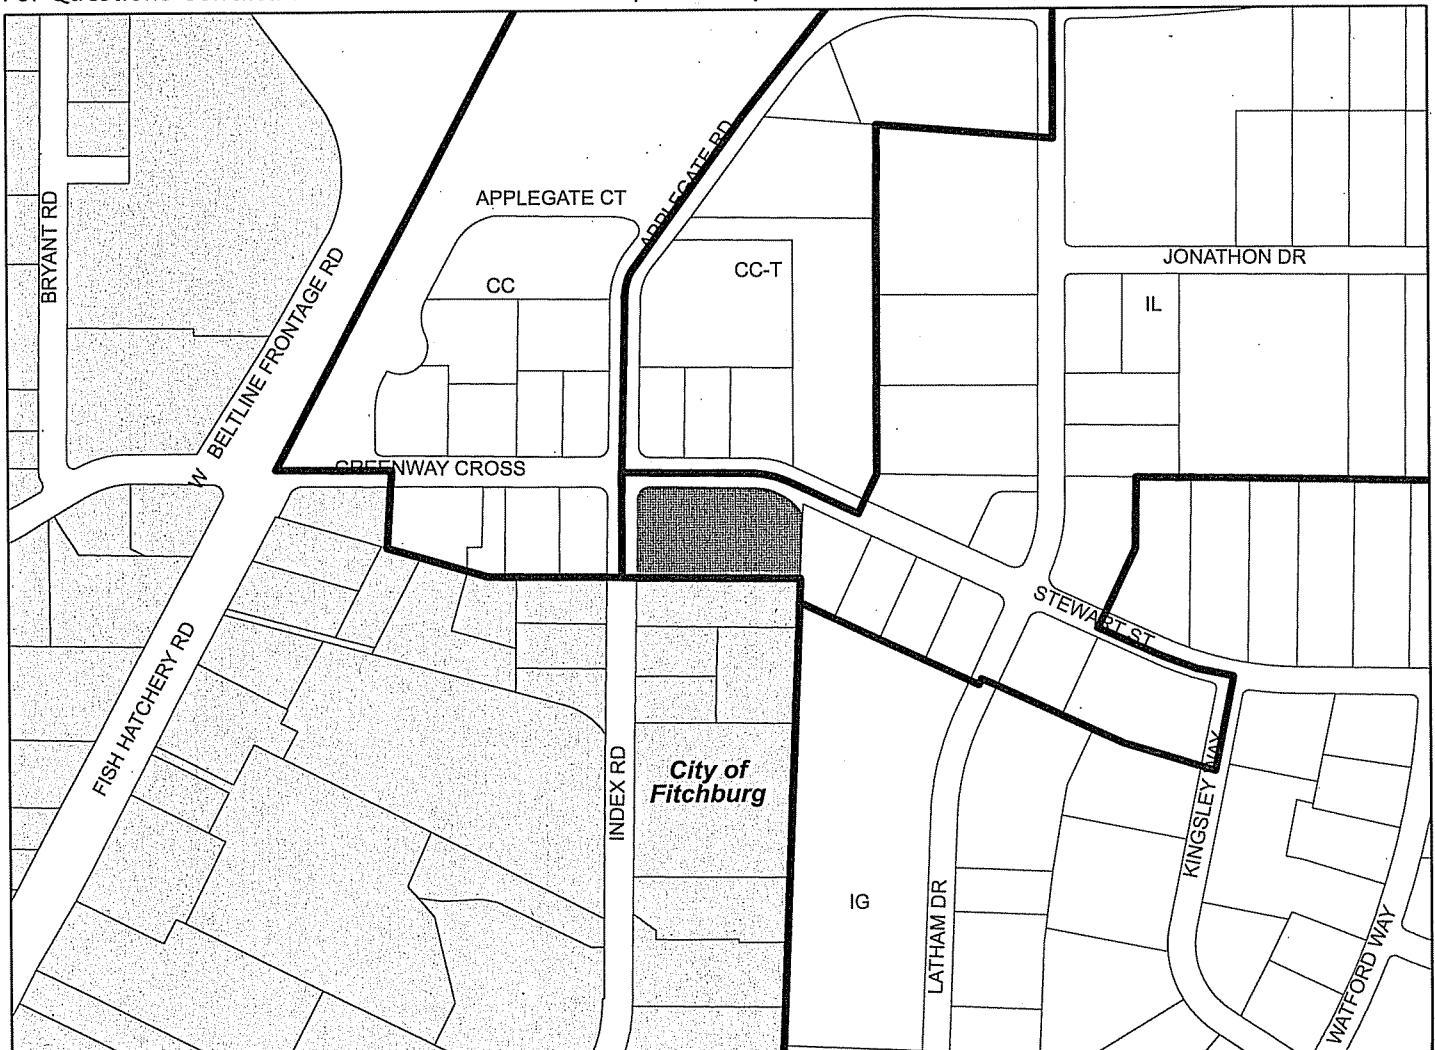 APPLEGATE RD
APPLEGATE CT
BRYANT RD
JONATHON DR
CC-T
CC
IL
W BELTLINE FRONTAGE RD
GREENWAY CROSS
STEWART ST
FISH HATCHERY RD
INDEX RD
City of
Fitchburg
KINGSLEY WAY
IG
LATHAM DR
WATFORD WAY